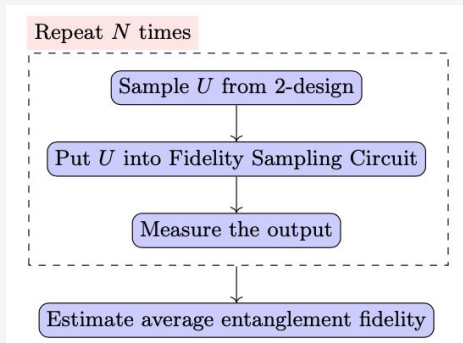 Repeat N times
Sample U from 2-design
Put U into Fidelity Sampling Circuit
Measure the output
Estimate average entanglement fidelity